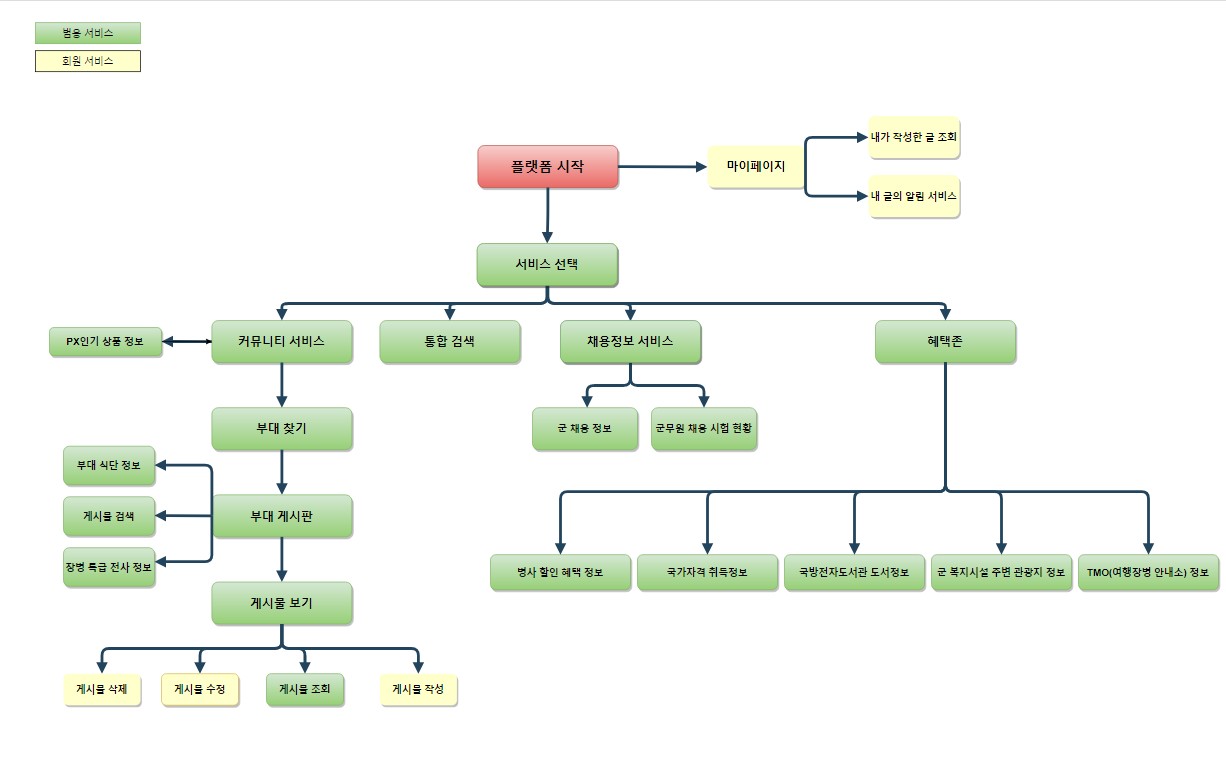 범용 서비스
회원 서비스
플랫폼 시작
마이페이지
내가 작성한 글 조회
내 글의 알림 서비스
서비스 선택
PX인기 상품 정보
커뮤니티 서비스
통합 검색
채용정보 서비스
혜택존
부대 찾기
군 채용 정보
군무원 채용 시험 현황
부대 식단 정보
게시물 검색
장병 특급 전사 정보
부대 게시판
병사 할인 혜택 정보
국가자격 취득정보
국방전자도서관 도서정보
군 복지시설 주변 관광지 정보
TMO(여행장병 안내소) 정보
게시물 보기
게시물 삭제
게시물 수정
게시물 조회
게시물 작성